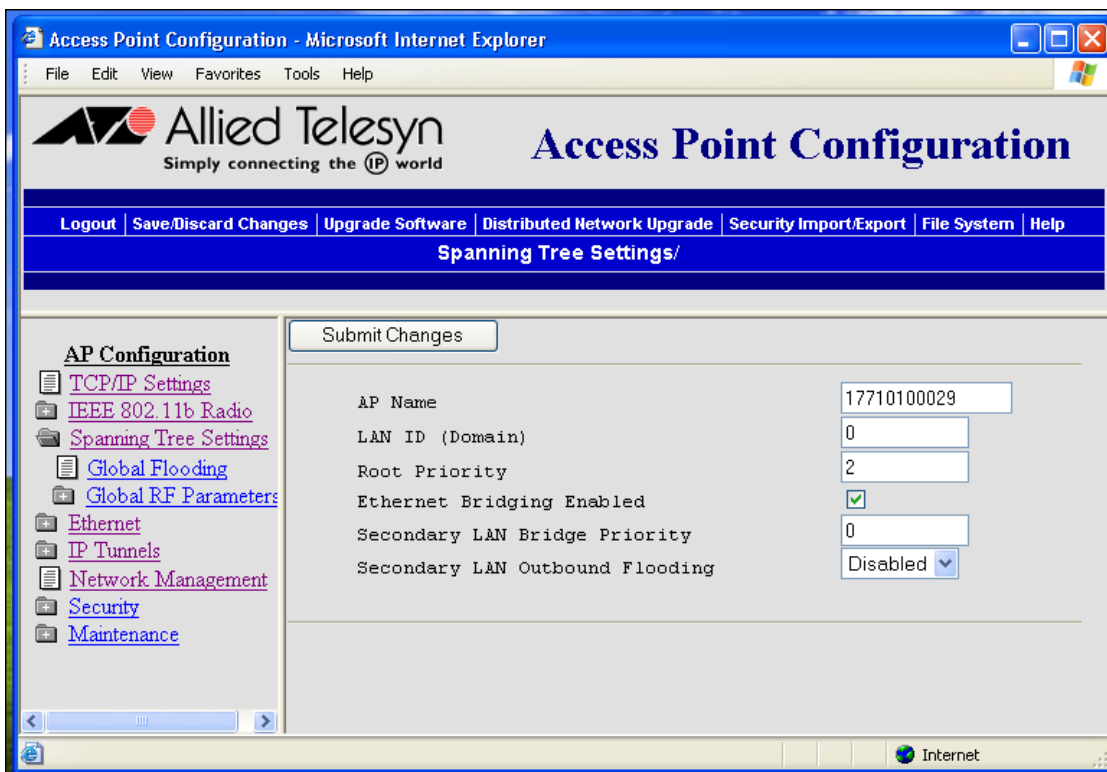 Access Point Configuration - Microsoft Internet Explorer
File Edit View Favorites Tools Help
Allied Telesyn
Simply connecting the IP world
Access Point Configuration
Logout | Save/Discard Changes | Upgrade Software | Distributed Network Upgrade | Security Import/Export | File System | Help
Spanning Tree Settings/
Submit Changes
AP Configuration
TCP/IP Settings
IEEE 802.11b Radio
Spanning Tree Settings
Global Flooding
Global RF Parameters
Ethernet
IP Tunnels
Network Management
Security
Maintenance
AP Name 17710100029
LAN ID (Domain) 0
Root Priority 2
Ethernet Bridging Enabled
Secondary LAN Bridge Priority 0
Secondary LAN Outbound Flooding Disabled
Internet